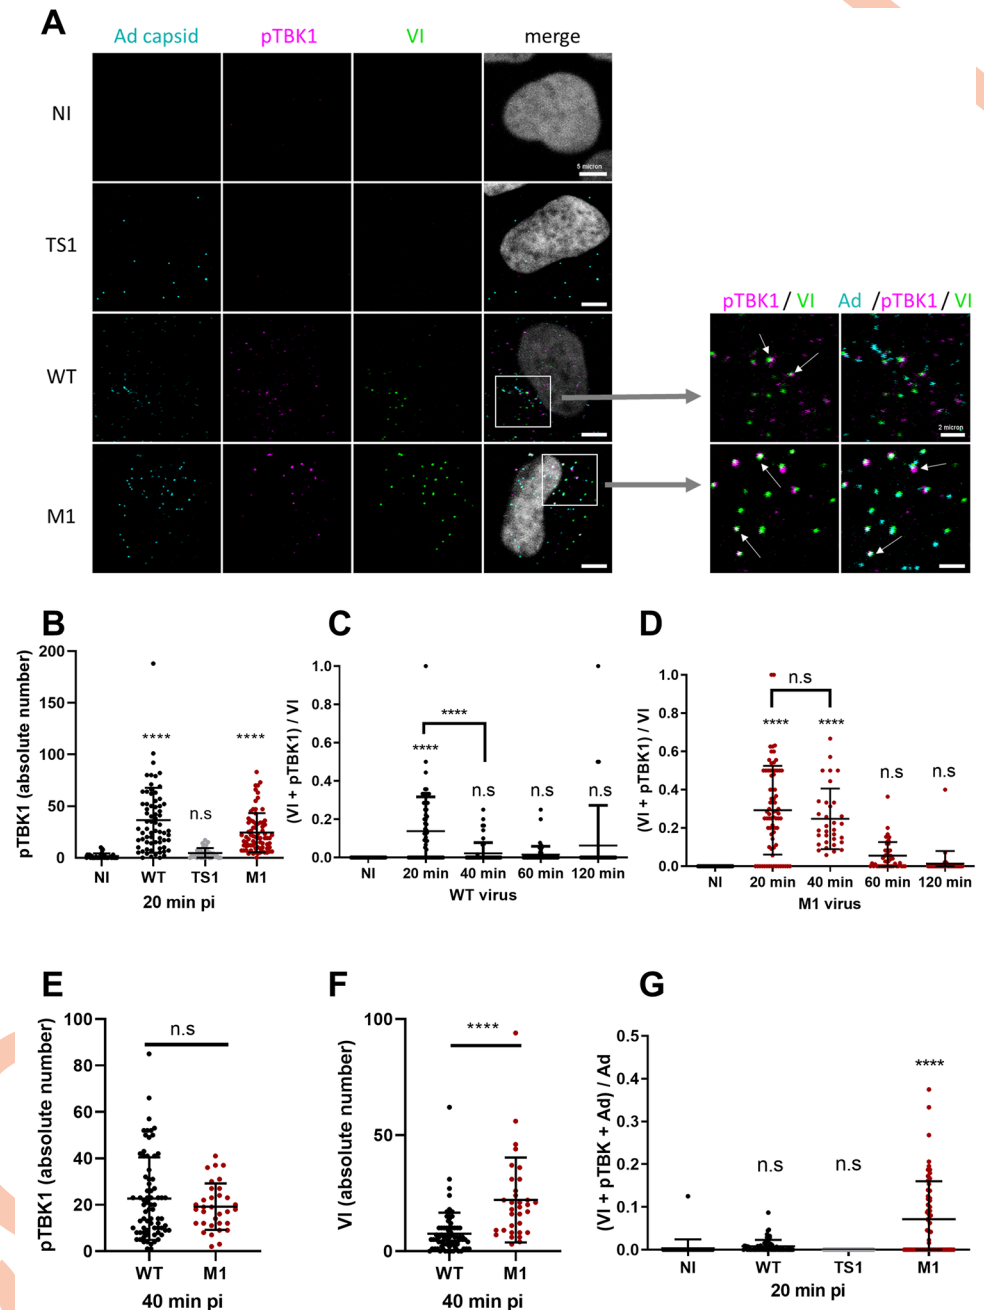 A
Ad capsid pTBK1 VI merge
NI
5 micron
TS1
pTBK1 / VI Ad /pTBK1 / VI
WT
2 micron
M1
B C D
pTBK1 (absolute number)
200
150
100
50
0
**** n.s ****
NI WT TS1 M1
20 min pi
(VI + pTBK1) / VI
1.0
0.8
0.6
0.4
0.2
0.0
****
**** n.s n.s n.s
NI 20 min 40 min 60 min 120 min
WT virus
(VI + pTBK1) / VI
1.0
0.8
0.6
0.4
0.2
0.0
n.s
**** **** n.s n.s
NI 20 min 40 min 60 min 120 min
M1 virus
E F G
pTBK1 (absolute number)
100
80
60
40
20
0
n.s
WT M1
40 min pi
VI (absolute number)
100
50
0
****
WT M1
40 min pi
(VI + pTBK + Ad) / Ad
0.5
0.4
0.3
0.2
0.1
0.0
n.s n.s ****
NI WT TS1 M1
20 min pi